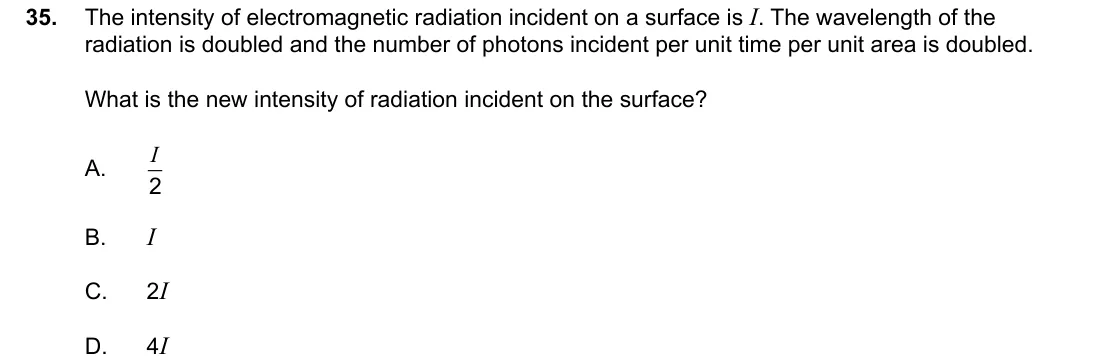 35. The intensity of electromagnetic radiation incident on a surface is I. The wavelength of the
radiation is doubled and the number of photons incident per unit time per unit area is doubled.
What is the new intensity of radiation incident on the surface?
A. I/2
B. I
C. 2I
D. 4I